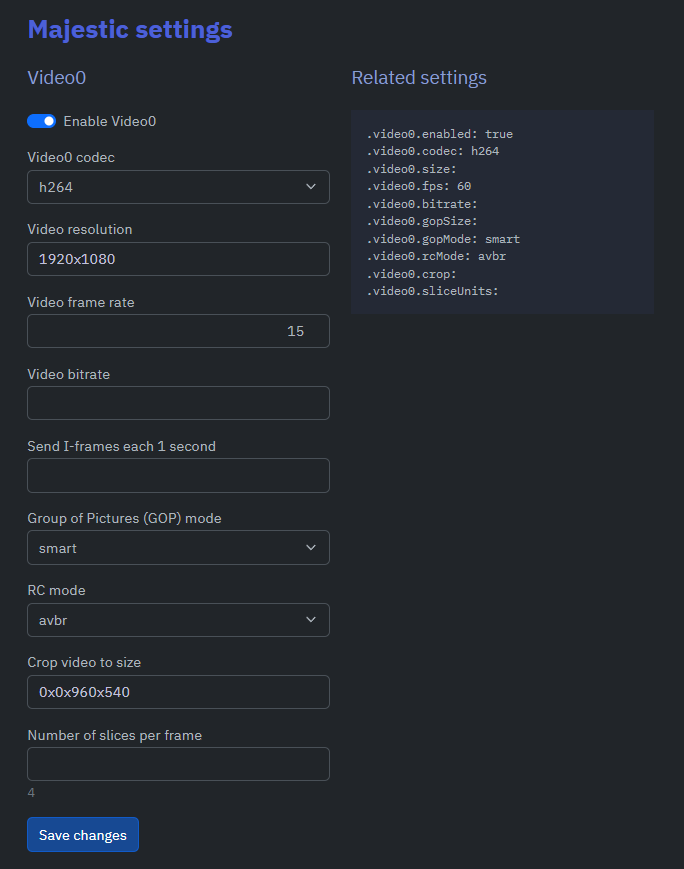 Majestic settings
Video0
Enable Video0
Video0 codec
h264
Video resolution
1920x1080
Video frame rate
15
Video bitrate
Send I-frames each 1 second
Group of Pictures (GOP) mode
smart
RC mode
avbr
Crop video to size
0x0x960x540
Number of slices per frame
4
Save changes
Related settings
.video0.enabled: true
.video0.codec: h264
.video0.size:
.video0.fps: 60
.video0.bitrate:
.video0.gopSize:
.video0.gopMode: smart
.video0.rcMode: avbr
.video0.crop:
.video0.sliceUnits: